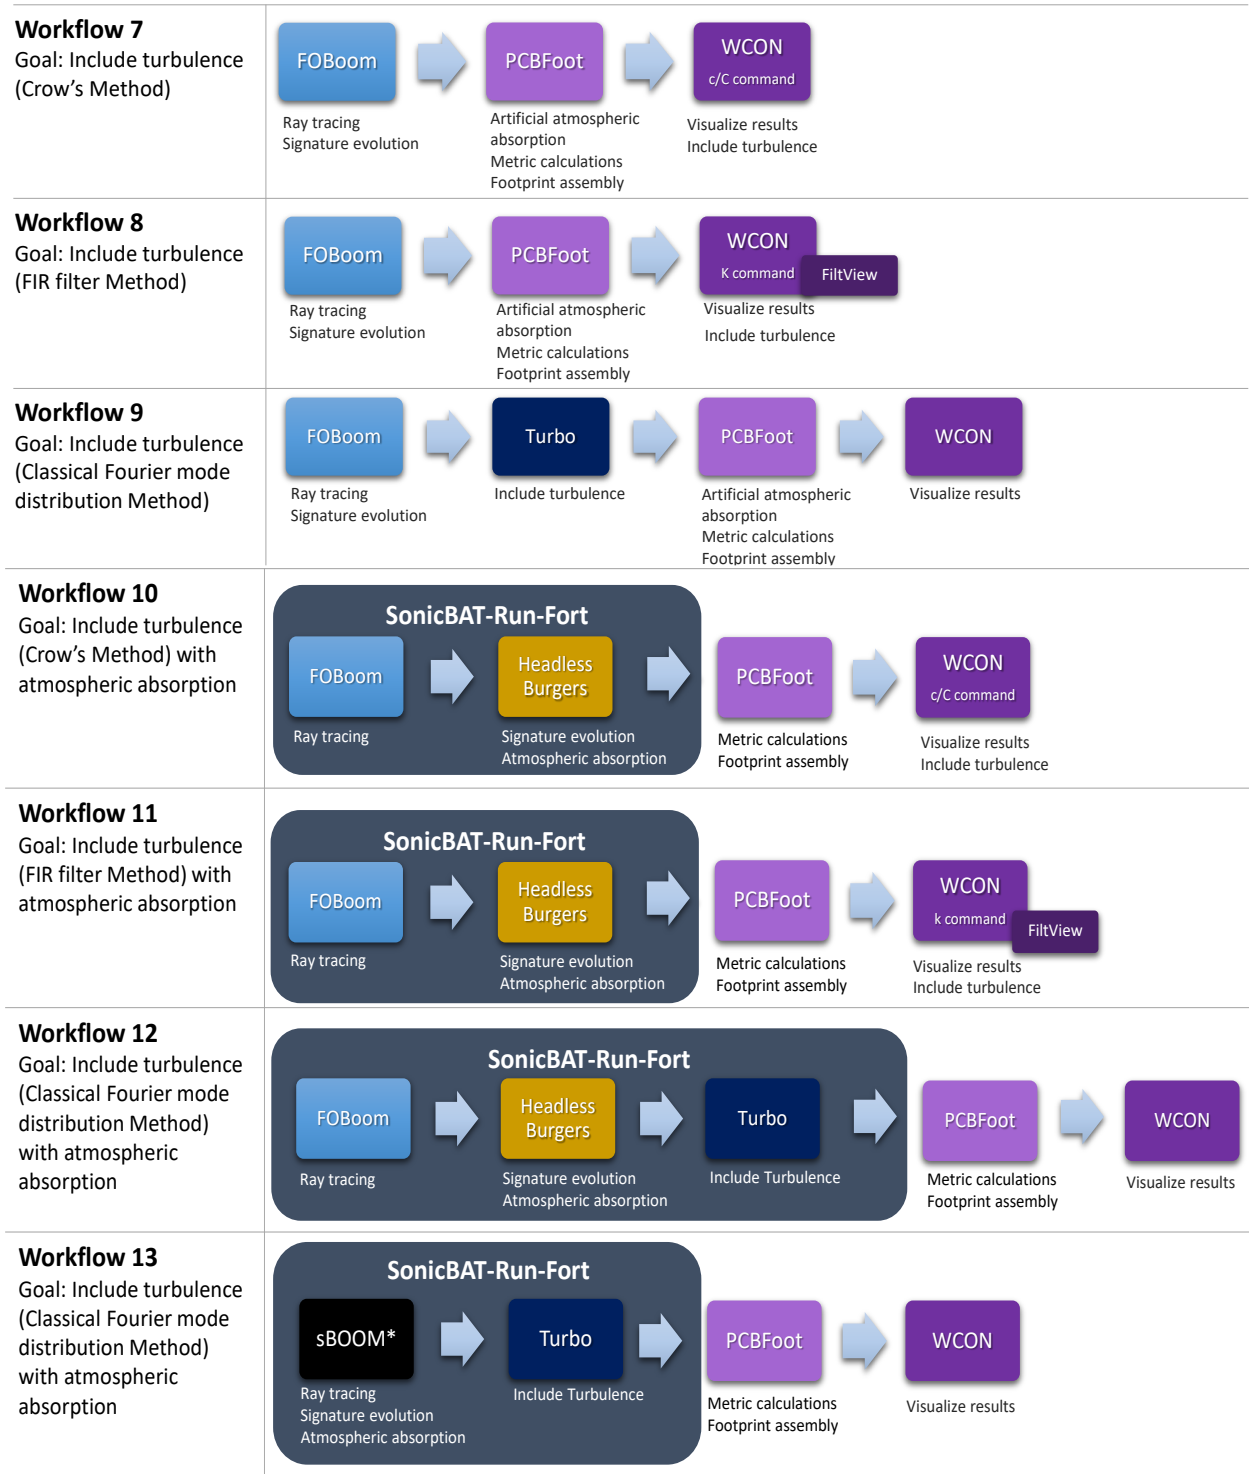 Workflow 7
Goal: Include turbulence
(Crow's Method)
FOBoom
Ray tracing
Signature evolution
PCBFoot
Artificial atmospheric
absorption
Metric calculations
Footprint assembly
WCON
c/C command
Visualize results
Include turbulence
Workflow 8
Goal: Include turbulence
(FIR filter Method)
FOBoom
Ray tracing
Signature evolution
PCBFoot
Artificial atmospheric
absorption
Metric calculations
Footprint assembly
WCON
K command
FiltView
Visualize results
Include turbulence
Workflow 9
Goal: Include turbulence
(Classical Fourier mode
distribution Method)
FOBoom
Ray tracing
Signature evolution
Turbo
Include turbulence
PCBFoot
Artificial atmospheric
absorption
Metric calculations
Footprint assembly
WCON
Visualize results
Workflow 10
Goal: Include turbulence
(Crow's Method) with
atmospheric absorption
SonicBAT-Run-Fort
FOBoom
Ray tracing
Headless
Burgers
Signature evolution
Atmospheric absorption
PCBFoot
Metric calculations
Footprint assembly
WCON
c/C command
Visualize results
Include turbulence
Workflow 11
Goal: Include turbulence
(FIR filter Method) with
atmospheric absorption
SonicBAT-Run-Fort
FOBoom
Ray tracing
Headless
Burgers
Signature evolution
Atmospheric absorption
PCBFoot
Metric calculations
Footprint assembly
WCON
k command
FiltView
Visualize results
Include turbulence
Workflow 12
Goal: Include turbulence
(Classical Fourier mode
distribution Method)
with atmospheric
absorption
SonicBAT-Run-Fort
FOBoom
Ray tracing
Headless
Burgers
Signature evolution
Atmospheric absorption
Turbo
Include Turbulence
PCBFoot
Metric calculations
Footprint assembly
WCON
Visualize results
Workflow 13
Goal: Include turbulence
(Classical Fourier mode
distribution Method)
with atmospheric
absorption
SonicBAT-Run-Fort
sBOOM*
Ray tracing
Signature evolution
Atmospheric absorption
Turbo
Include Turbulence
PCBFoot
Metric calculations
Footprint assembly
WCON
Visualize results